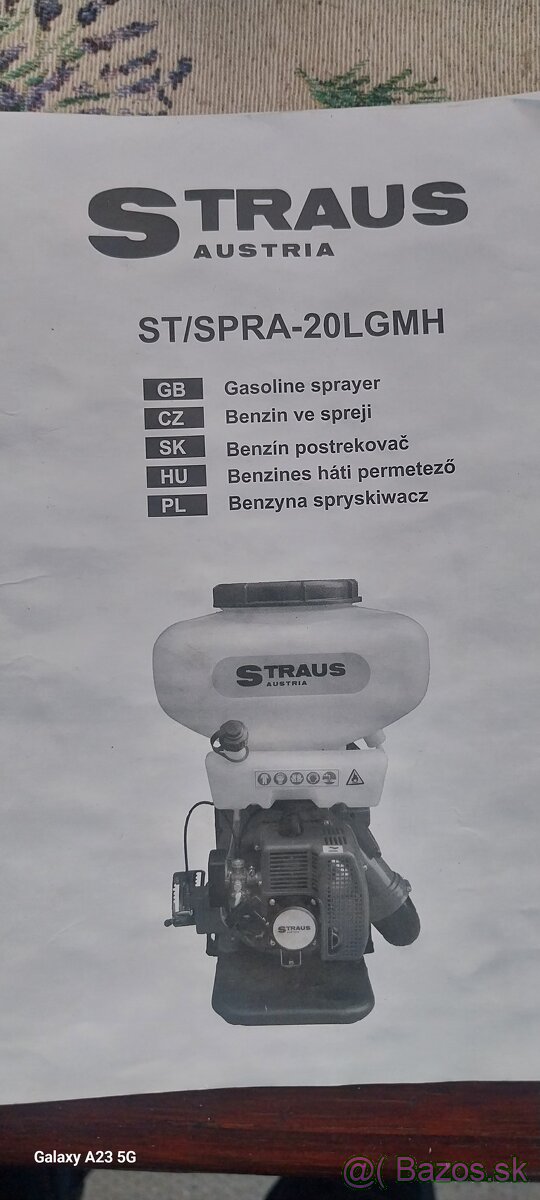 STRAUS
AUSTRIA
ST/SPRA-20LGMH
GB Gasoline sprayer
CZ Benzin ve spreji
SK Benzín postrekovač
HU Benzines háti permetező
PL Benzyna spryskiwacz
STRAUS
AUSTRIA
STRAUS
Galaxy A23 5G
@( Bazos.sk